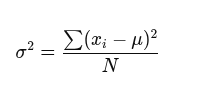 σ² = ∑(xᵢ − μ)² / N